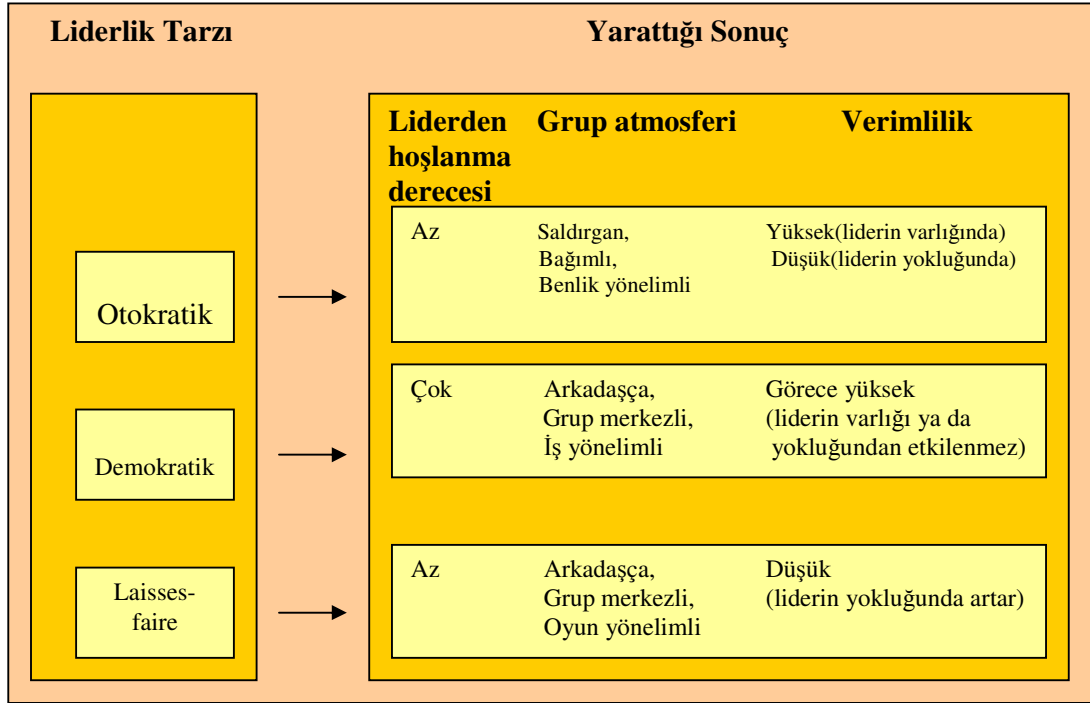 Liderlik Tarzı
Yarattığı Sonuç
Liderden
hoşlanma
derecesi
Grup atmosferi
Verimlilik
Otokratik
Az
Saldırgan,
Bağımlı,
Benlik yönelimli
Yüksek(liderin varlığında)
Düşük(liderin yokluğunda)
Demokratik
Çok
Arkadaşça,
Grup merkezli,
İş yönelimli
Görece yüksek
(liderin varlığı ya da
yokluğundan etkilenmez)
Laisses-
faire
Az
Arkadaşça,
Grup merkezli,
Oyun yönelimli
Düşük
(liderin yokluğunda artar)